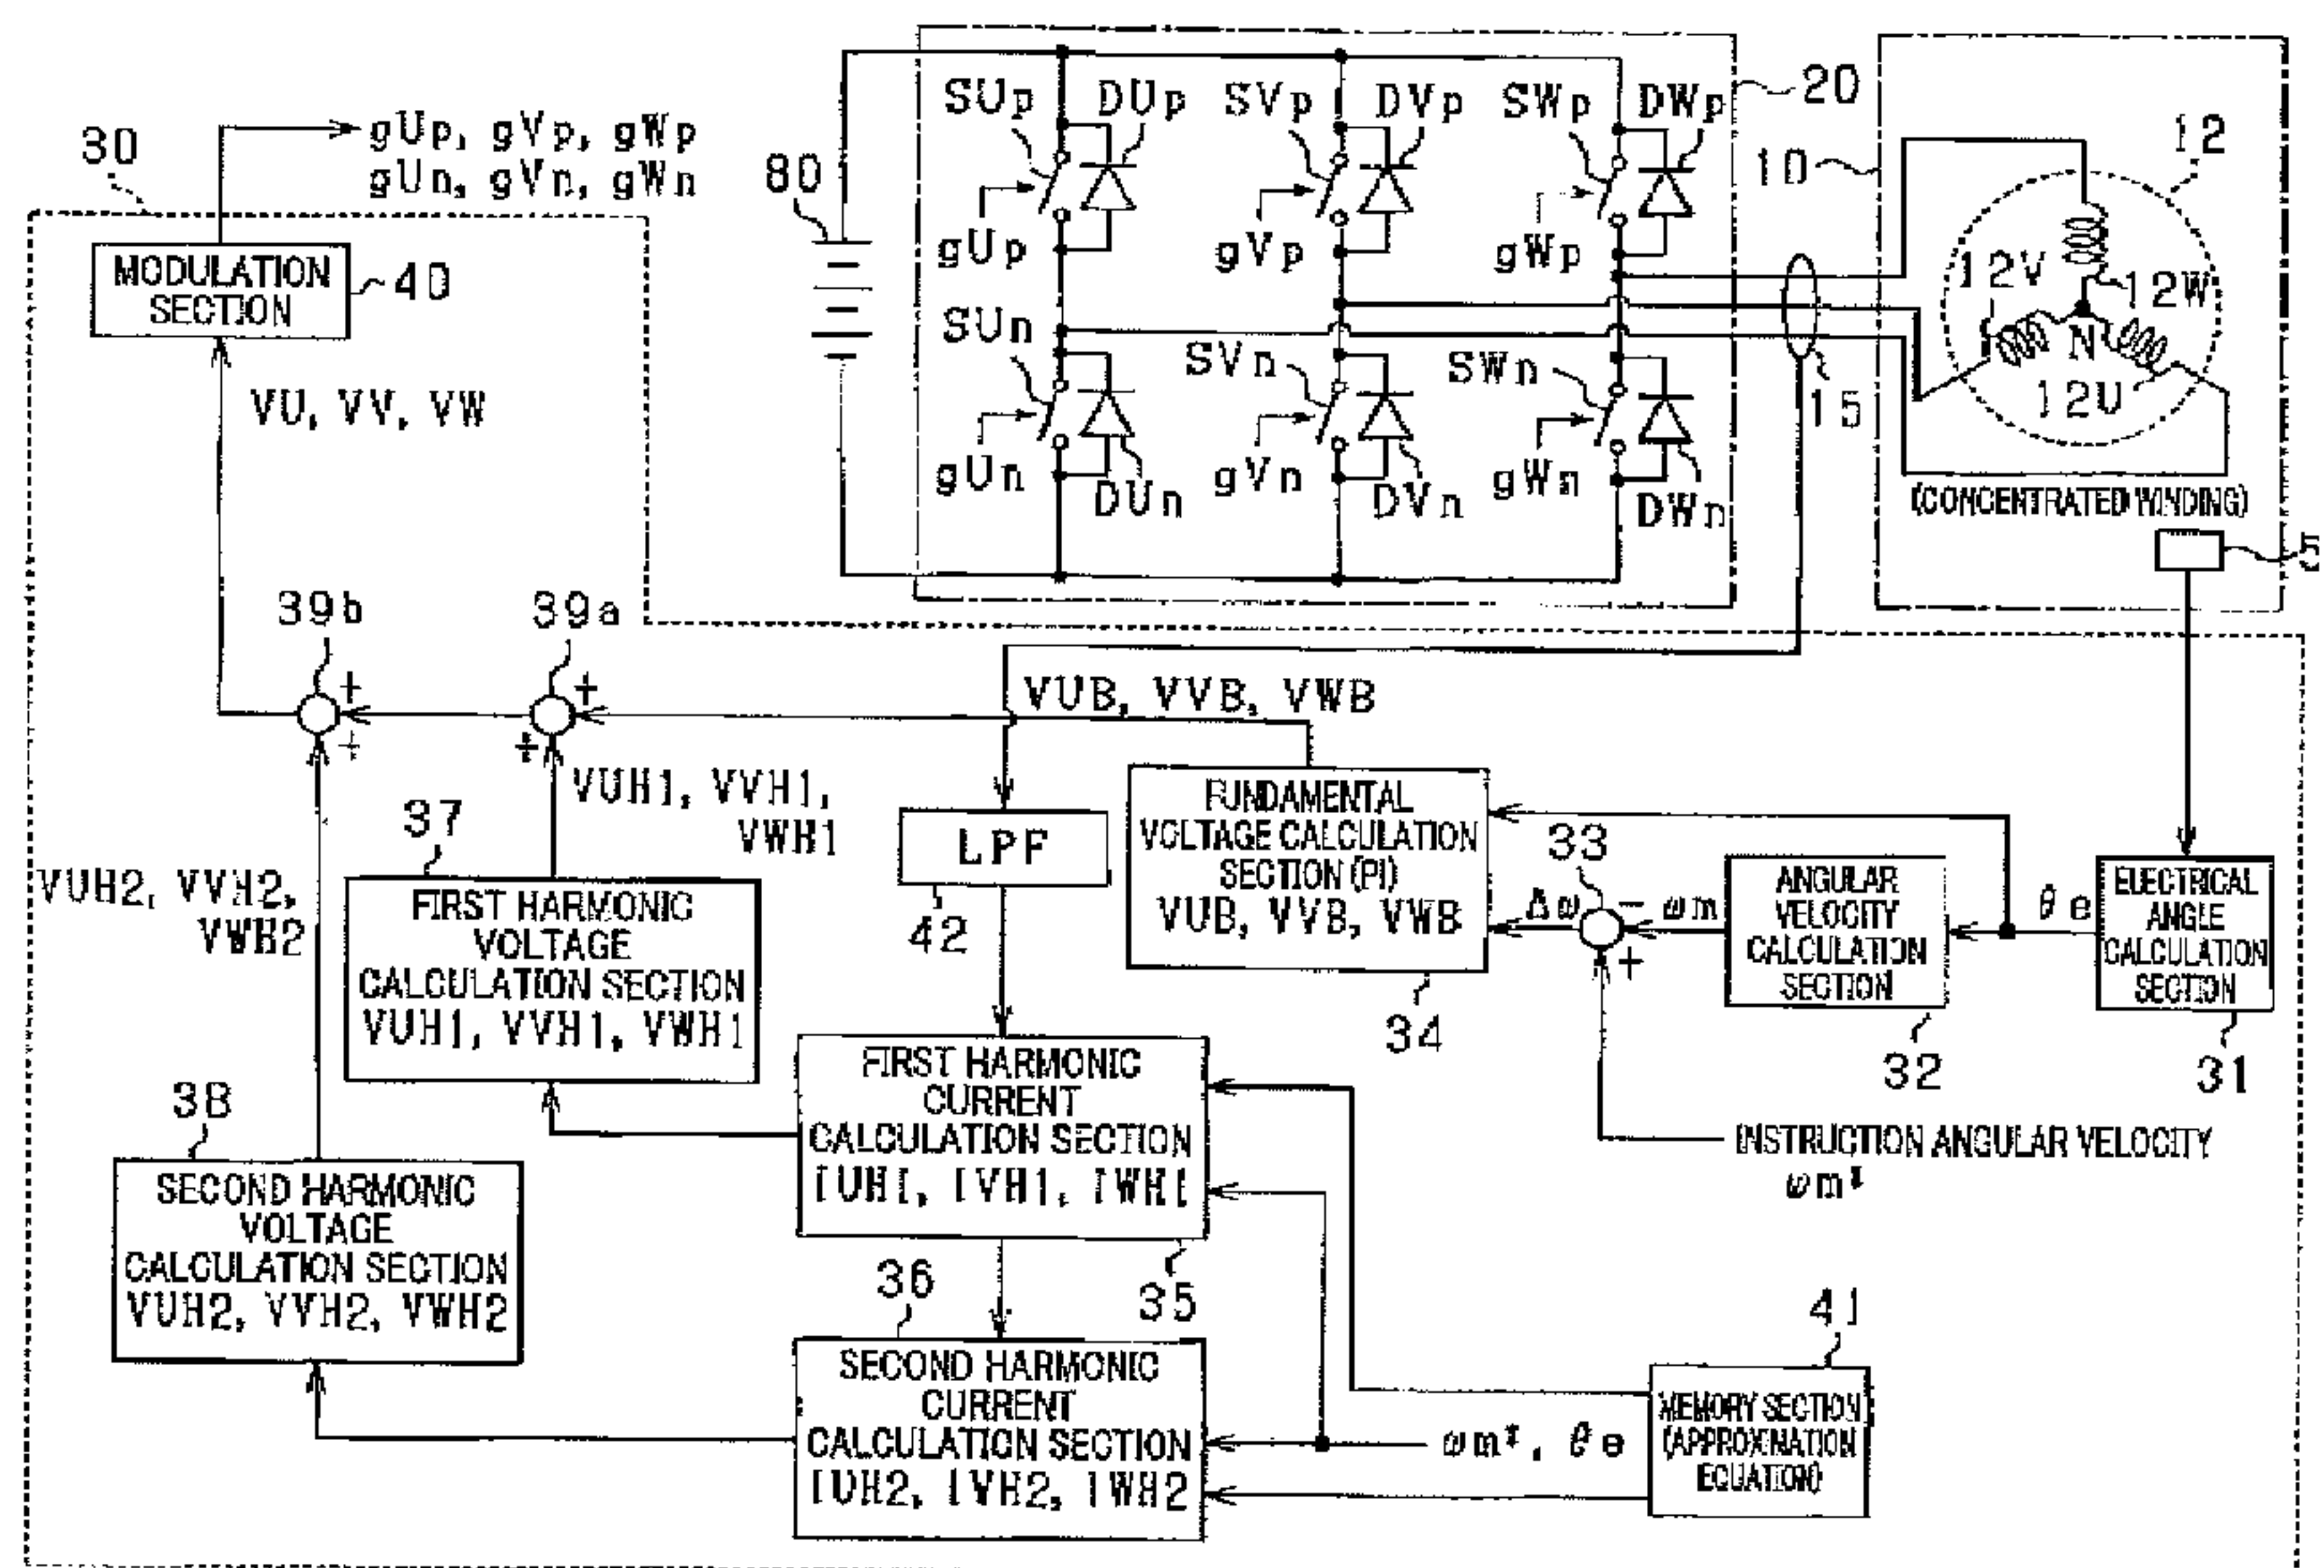 30
gUp, gVp, gWp
gUn, gVn, gWn
MODULATION
SECTION
40
VU, VV, VW
80
SUp
DUp
SVp
DVp
SWp
DWp
20
gUp
gVp
gWp
SUn
SVn
SWn
gUn
DUn
gVn
DVn
gWn
DWn
10
12
12V
12W
N
12U
15
(CONCENTRATED WINDING)
5
39b
39a
+
+
+
+
VUB, VVB, VWB
VUH1, VVH1,
VWH1
VUH2, VVH2,
VWH2
37
FIRST HARMONIC
VOLTAGE
CALCULATION SECTION
VUH1, VVH1, VWH1
LPF
42
FUNDAMENTAL
VOLTAGE CALCULATION
SECTION (PI)
VUB, VVB, VWB
34
33
Δω
−
+
ωm
ANGULAR
VELOCITY
CALCULATION
SECTION
32
θe
ELECTRICAL
ANGLE
CALCULATION
SECTION
31
INSTRUCTION ANGULAR VELOCITY
ωm*
38
SECOND HARMONIC
VOLTAGE
CALCULATION SECTION
VUH2, VVH2, VWH2
FIRST HARMONIC
CURRENT
CALCULATION SECTION
IUH1, IVH1, IWH1
35
36
SECOND HARMONIC
CURRENT
CALCULATION SECTION
IUH2, IVH2, IWH2
ωm*, θe
41
MEMORY SECTION
(APPROXIMATION
EQUATION)